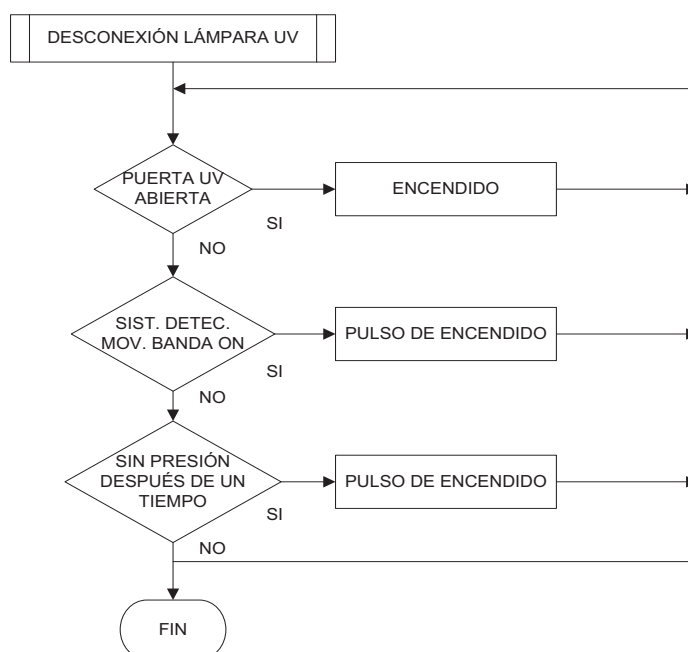 DESCONEXIÓN LÁMPARA UV
PUERTA UV
ABIERTA
SI
ENCENDIDO
NO
SIST. DETEC.
MOV. BANDA ON
SI
PULSO DE ENCENDIDO
NO
SIN PRESIÓN
DESPUÉS DE UN
TIEMPO
SI
PULSO DE ENCENDIDO
NO
FIN